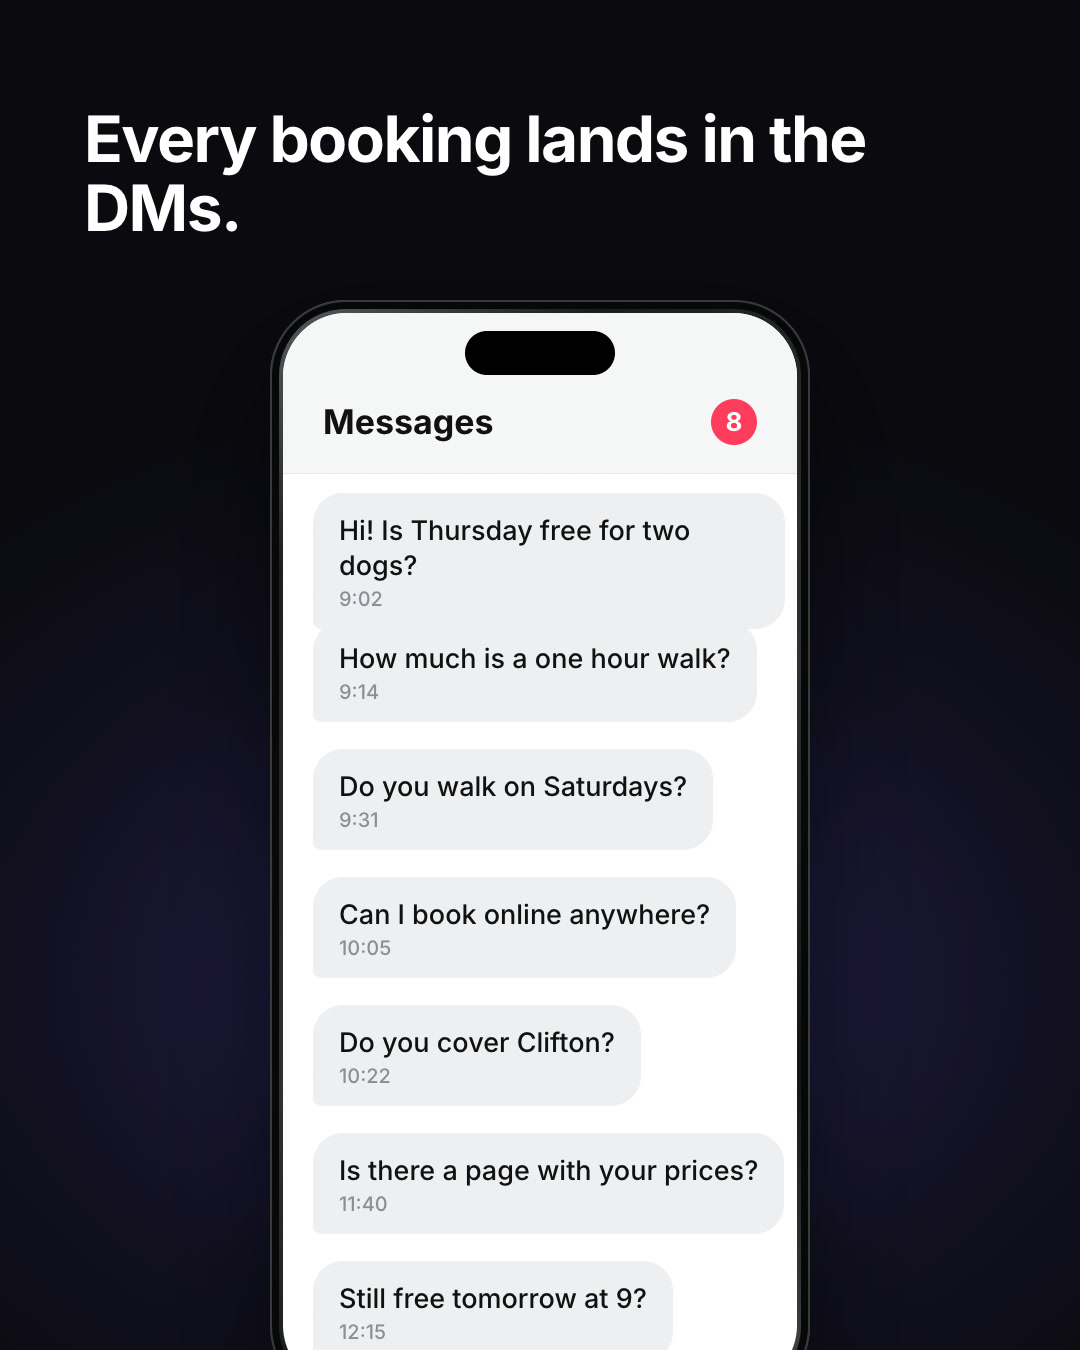 Every booking lands in the
DMs.
Messages
8
Hi! Is Thursday free for two
dogs?
9:02
How much is a one hour walk?
9:14
Do you walk on Saturdays?
9:31
Can I book online anywhere?
10:05
Do you cover Clifton?
10:22
Is there a page with your prices?
11:40
Still free tomorrow at 9?
12:15